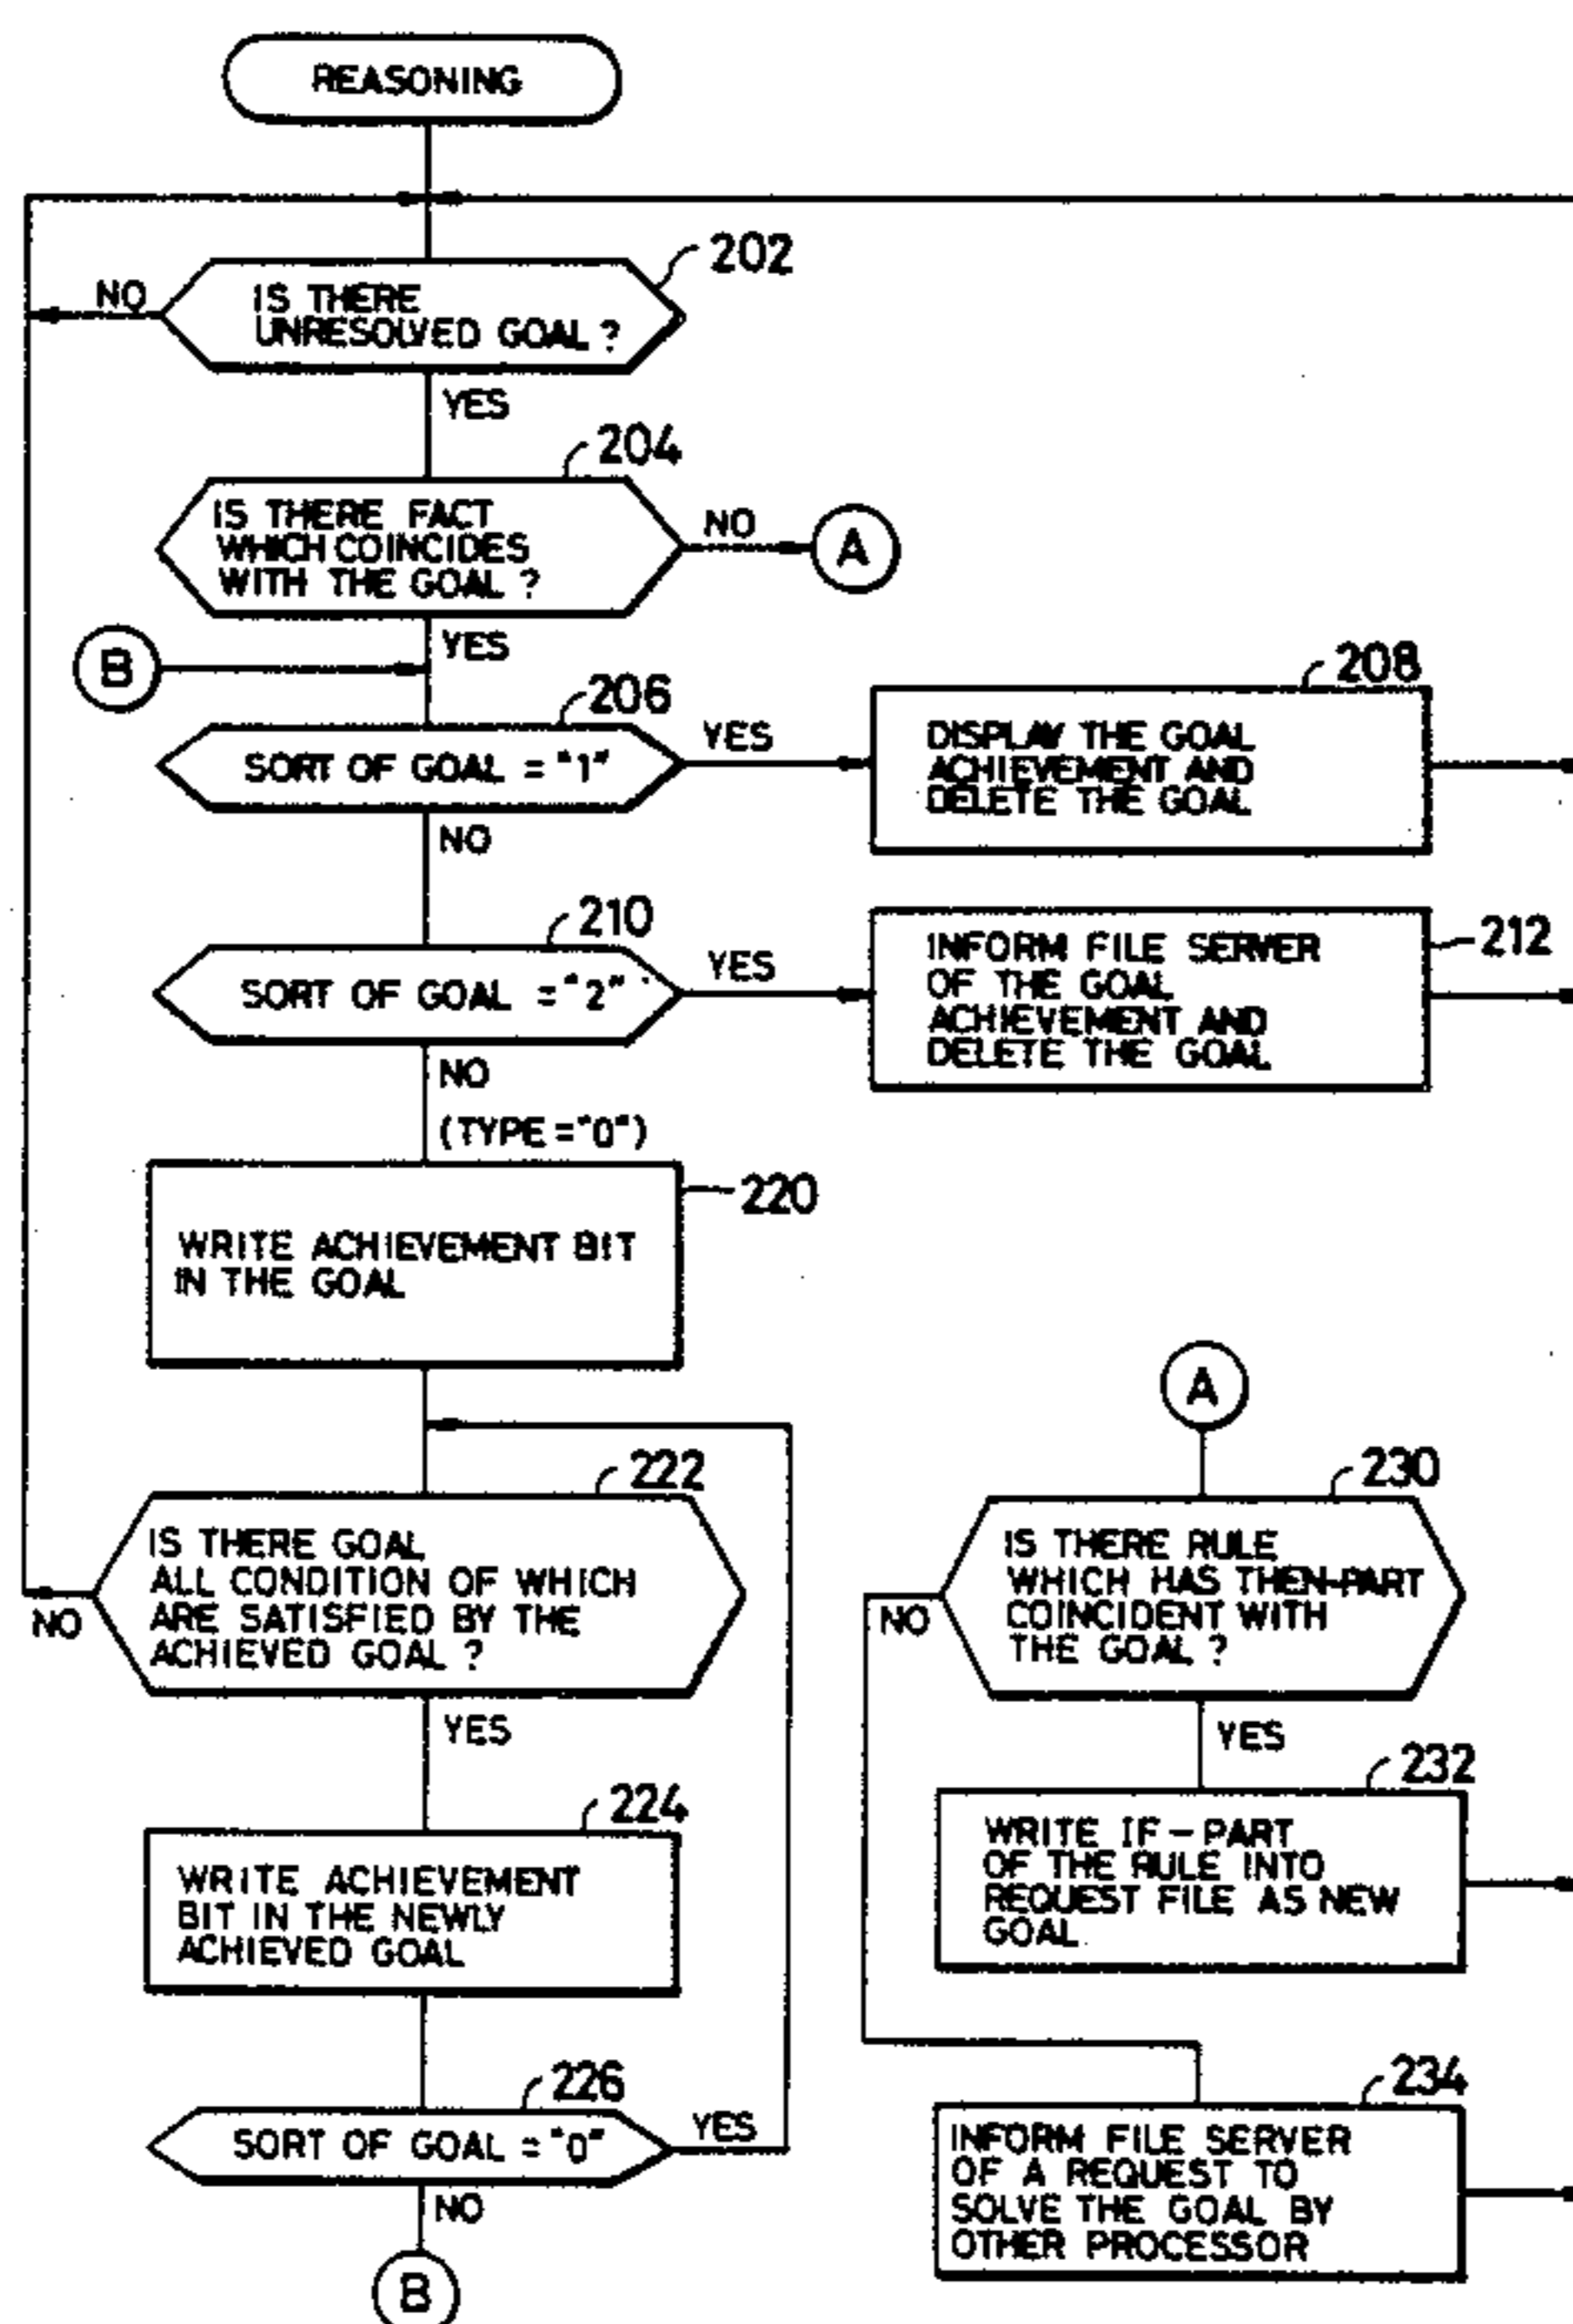 REASONING
202
NO
IS THERE
UNRESOLVED GOAL ?
YES
204
IS THERE FACT
WHICH COINCIDES
WITH THE GOAL ?
NO
A
YES
B
206
SORT OF GOAL = "1"
YES
208
DISPLAY THE GOAL
ACHIEVEMENT AND
DELETE THE GOAL
NO
210
SORT OF GOAL = "2"
YES
212
INFORM FILE SERVER
OF THE GOAL
ACHIEVEMENT AND
DELETE THE GOAL
NO
(TYPE = "0")
220
WRITE ACHIEVEMENT BIT
IN THE GOAL
222
IS THERE GOAL
ALL CONDITION OF WHICH
ARE SATISFIED BY THE
ACHIEVED GOAL ?
NO
YES
224
WRITE ACHIEVEMENT
BIT IN THE NEWLY
ACHIEVED GOAL
226
SORT OF GOAL = "0"
YES
NO
B
A
230
IS THERE RULE
WHICH HAS THEN-PART
COINCIDENT WITH
THE GOAL ?
NO
YES
232
WRITE IF - PART
OF THE RULE INTO
REQUEST FILE AS NEW
GOAL
234
INFORM FILE SERVER
OF A REQUEST TO
SOLVE THE GOAL BY
OTHER PROCESSOR